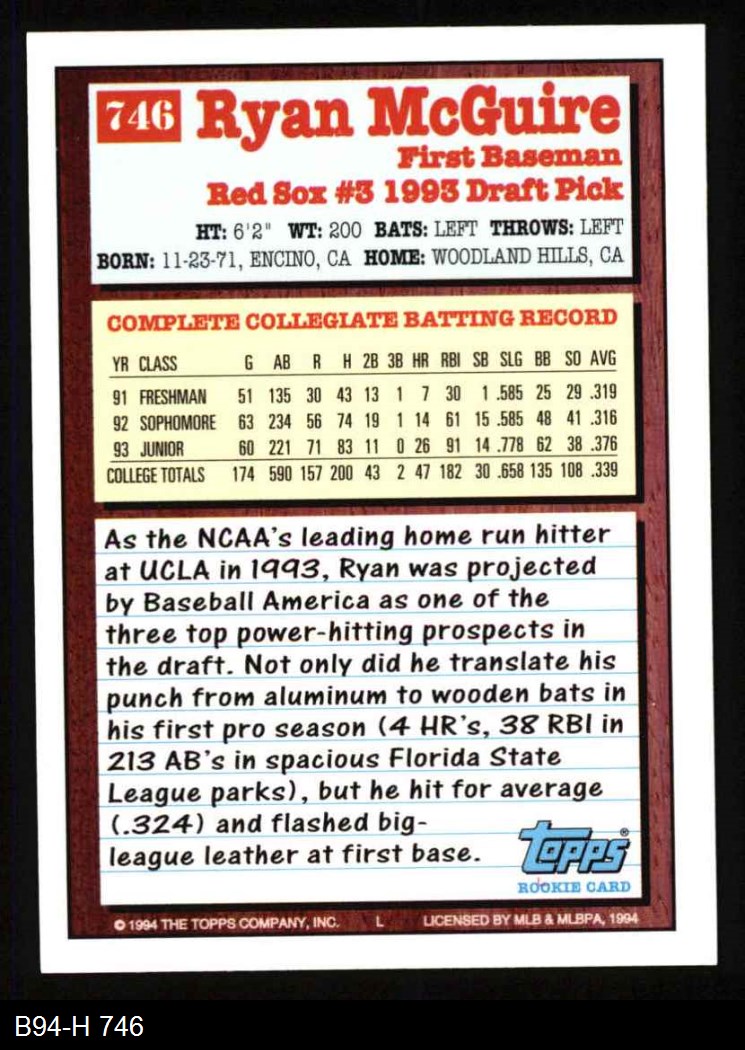 746 Ryan McGuire
First Baseman
Red Sox #3 1993 Draft Pick
HT: 6'2" WT: 200 BATS: LEFT THROWS: LEFT
BORN: 11-23-71, ENCINO, CA HOME: WOODLAND HILLS, CA
COMPLETE COLLEGIATE BATTING RECORD
YR CLASS G AB R H 2B 3B HR RBI SB SLG BB SO AVG
91 FRESHMAN 51 135 30 43 13 1 7 30 1 .585 25 29 .319
92 SOPHOMORE 63 234 56 74 19 1 14 61 15 .585 48 41 .316
93 JUNIOR 60 221 71 83 11 0 26 91 14 .778 62 38 .376
COLLEGE TOTALS 174 590 157 200 43 2 47 182 30 .658 135 108 .339
As the NCAA's leading home run hitter
at UCLA in 1993, Ryan was projected
by Baseball America as one of the
three top power-hitting prospects in
the draft. Not only did he translate his
punch from aluminum to wooden bats in
his first pro season (4 HR's, 38 RBI in
213 AB's in spacious Florida State
League parks), but he hit for average
(.324) and flashed big-
league leather at first base.
Topps®
ROOKIE CARD
© 1994 THE TOPPS COMPANY, INC. L LICENSED BY MLB & MLBPA, 1994
B94-H 746